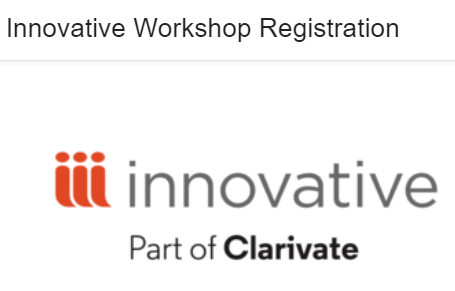 Innovative Workshop Registration
iii innovative
Part of Clarivate